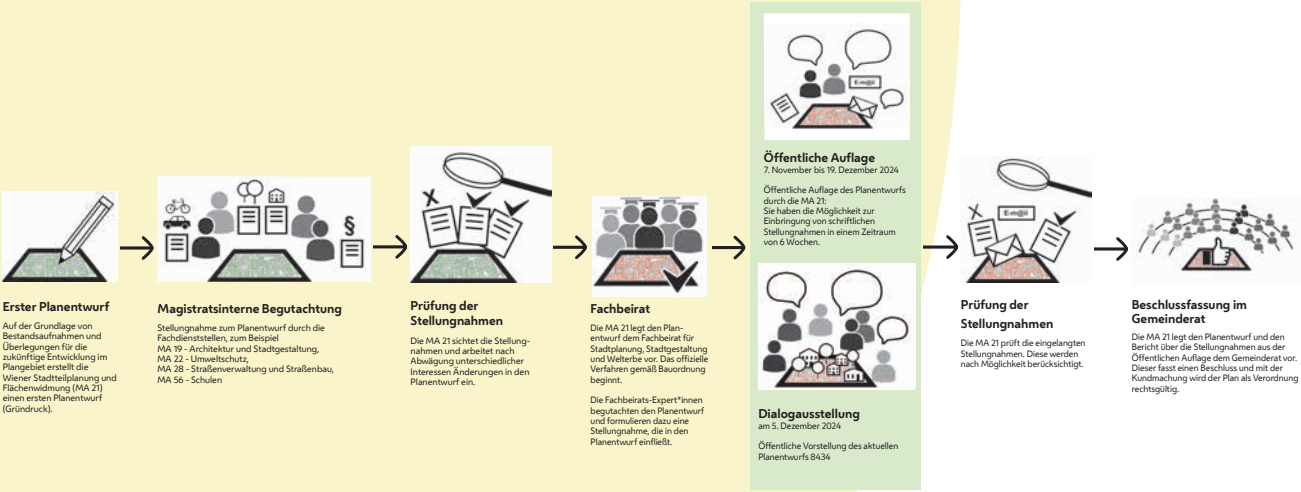 Erster Planentwurf
Auf der Grundlage von
Bestandsaufnahmen und
Überlegungen für die
zukünftige Entwicklung im
Plangebiet erstellt die
Wiener Stadtteilplanung und
Flächenwidmung (MA 21)
einen ersten Planentwurf
(Gründruck).
§
Magistratsinterne Begutachtung
Stellungnahme zum Planentwurf durch die
Fachdienststellen, zum Beispiel
MA 19 - Architektur und Stadtgestaltung,
MA 22 - Umweltschutz,
MA 28 - Straßenverwaltung und Straßenbau,
MA 56 - Schulen
Prüfung der
Stellungnahmen
Die MA 21 sichtet die Stellung-
nahmen und arbeitet nach
Abwägung unterschiedlicher
Interessen Änderungen in den
Planentwurf ein.
Fachbeirat
Die MA 21 legt den Plan-
entwurf dem Fachbeirat für
Stadtplanung, Stadtgestaltung
und Welterbe vor. Das offizielle
Verfahren gemäß Bauordnung
beginnt.
Die Fachbeirats-Expert*innen
begutachten den Planentwurf
und formulieren dazu eine
Stellungnahme, die in den
Planentwurf einfließt.
E-m@il
Öffentliche Auflage
7. November bis 19. Dezember 2024
Öffentliche Auflage des Planentwurfs
durch die MA 21:
Sie haben die Möglichkeit zur
Einbringung von schriftlichen
Stellungnahmen in einem Zeitraum
von 6 Wochen.
Dialogausstellung
am 5. Dezember 2024
Öffentliche Vorstellung des aktuellen
Planentwurfs 8434
E-m@il
Prüfung der
Stellungnahmen
Die MA 21 prüft die eingelangten
Stellungnahmen. Diese werden
nach Möglichkeit berücksichtigt.
Beschlussfassung im
Gemeinderat
Die MA 21 legt den Planentwurf und den
Bericht über die Stellungnahmen aus der
Öffentlichen Auflage dem Gemeinderat vor.
Dieser fasst einen Beschluss und mit der
Kundmachung wird der Plan als Verordnung
rechtsgültig.